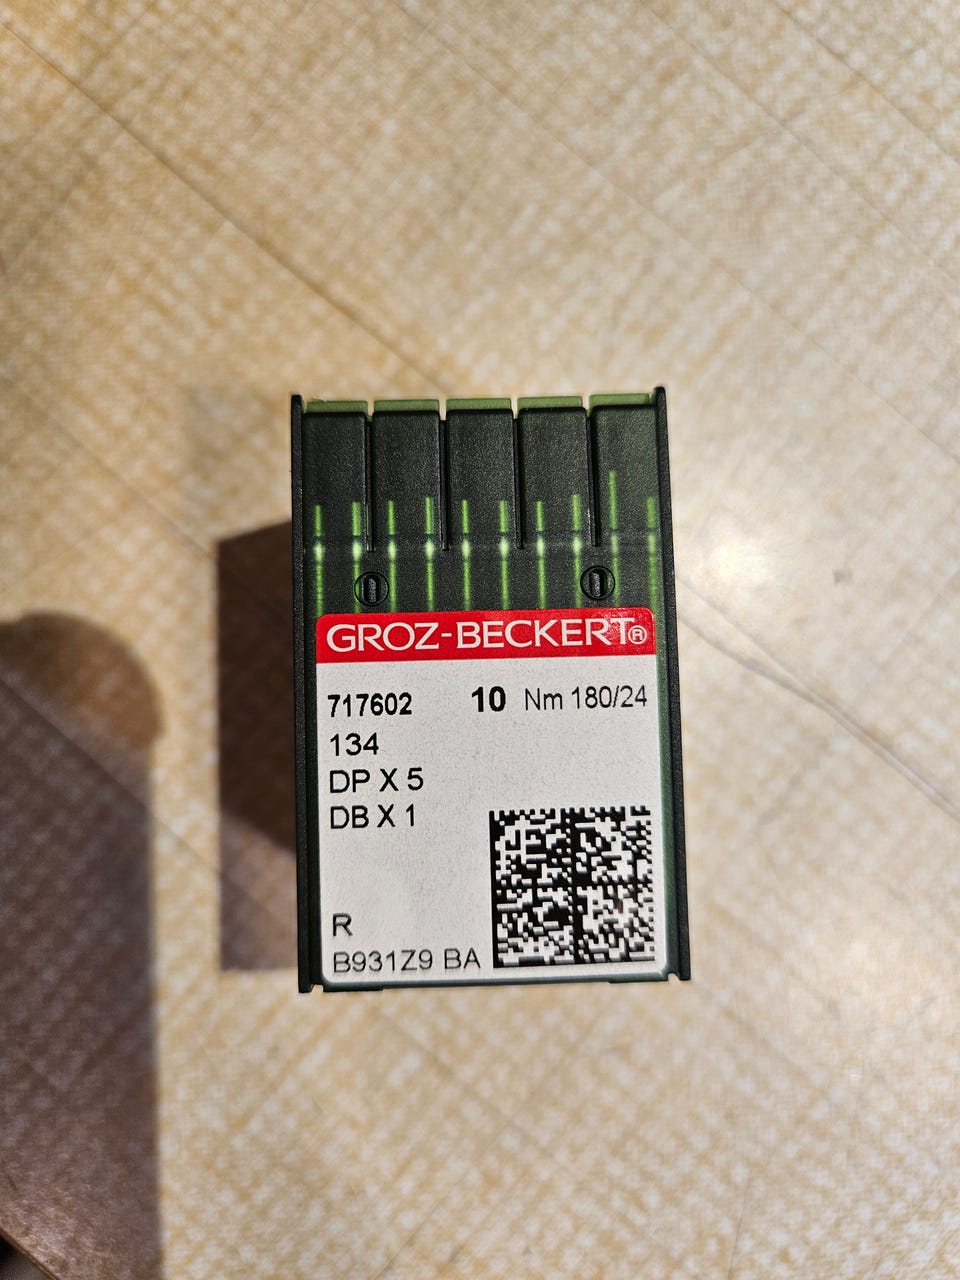 GROZ-BECKERT®
717602 10 Nm 180/24
134
DP X 5
DB X 1
R
B931Z9 BA